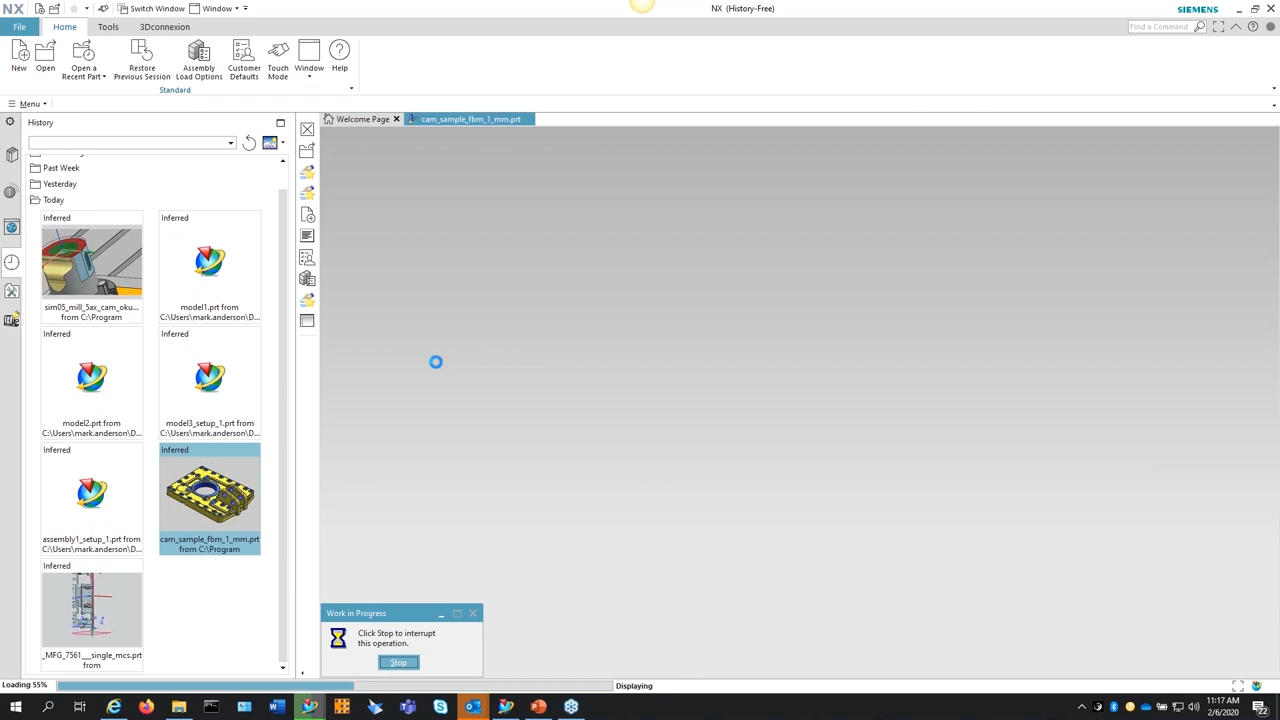 NX
Switch Window
Window
NX (History-Free)
SIEMENS
File
Home
Tools
3Dconnexion
Find a Command
New
Open
Open a
Recent Part
Restore
Previous Session
Assembly
Load Options
Customer
Defaults
Touch
Mode
Window
Help
Standard
Menu
History
Welcome Page
cam_sample_fbm_1_mm.prt
Past Week
Yesterday
Today
Inferred
Inferred
sim05_mill_5ax_cam_oku...
from C:\Program
model1.prt from
C:\Users\mark.anderson\D...
Inferred
Inferred
model2.prt from
C:\Users\mark.anderson\D...
model3_setup_1.prt from
C:\Users\mark.anderson\D...
Inferred
Inferred
assembly1_setup_1.prt from
C:\Users\mark.anderson\D...
cam_sample_fbm_1_mm.prt
from C:\Program
Inferred
_MFG_7561__single_mcs.prt
from
Work in Progress
Click Stop to interrupt
this operation.
Stop
Loading 55%
Displaying
11:17 AM
2/6/2020
22